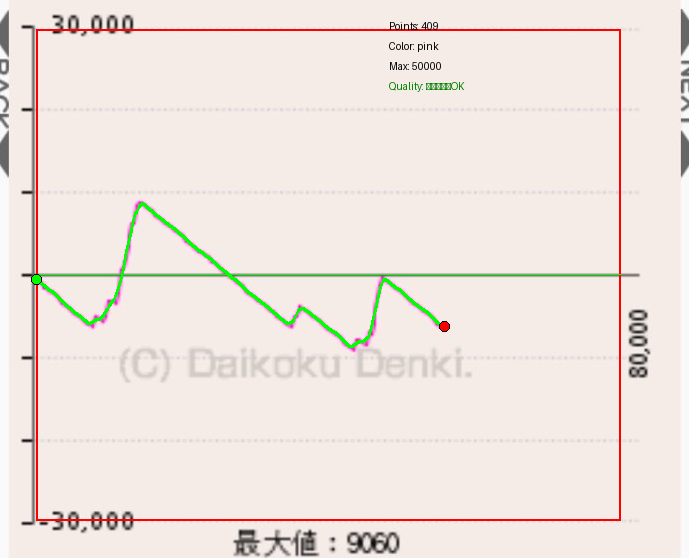 30,000
Points: 409
Color: pink
Max: 50000
Quality: OK
BACK
NEXT
80,000
(C) Daikoku Denki.
-30,000
最大値：9060